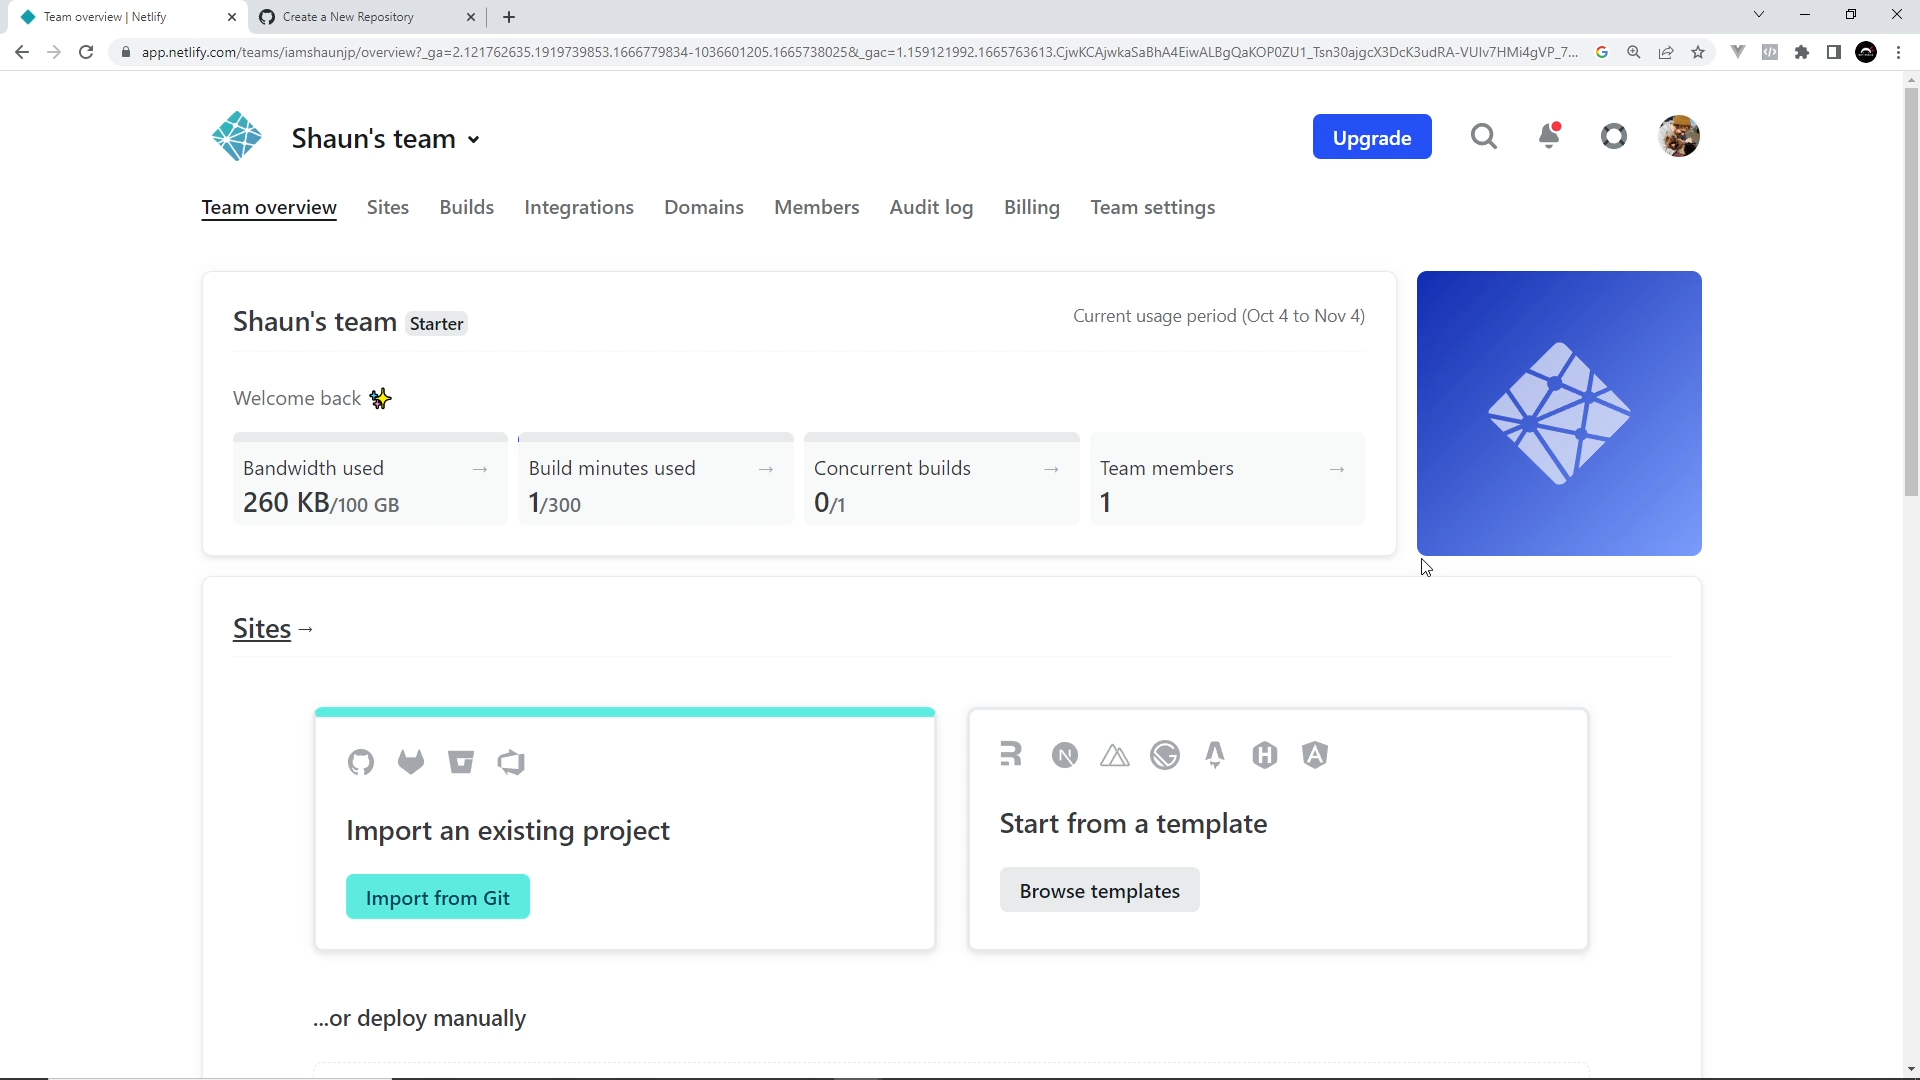 Team overview | Netlify
Create a New Repository
app.netlify.com/teams/iamshaunjp/overview?_ga=2.121762635.1919739853.1666779834-1036601205.1665738025&_gac=1.159121992.1665763613.CjwKCAjwkaSaBhA4EiwALBgQaKOP0ZU1_Tsn30ajgcX3DcK3udRA-VUIv7HMi4gVP_7...
Shaun's team
Upgrade
Team overview Sites Builds Integrations Domains Members Audit log Billing Team settings
Shaun's team Starter
Current usage period (Oct 4 to Nov 4)
Welcome back ✨
Bandwidth used →
260 KB/100 GB
Build minutes used →
1/300
Concurrent builds →
0/1
Team members →
1
Sites →
Import an existing project
Import from Git
Start from a template
Browse templates
...or deploy manually